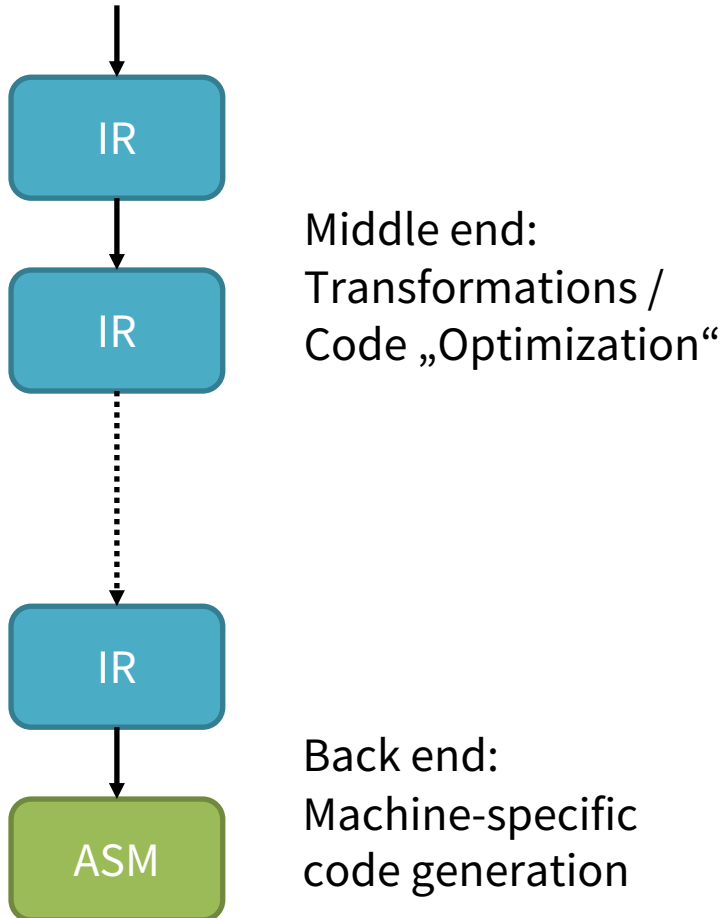 IR
Middle end:
Transformations /
Code „Optimization“
IR
IR
Back end:
Machine-specific
code generation
ASM